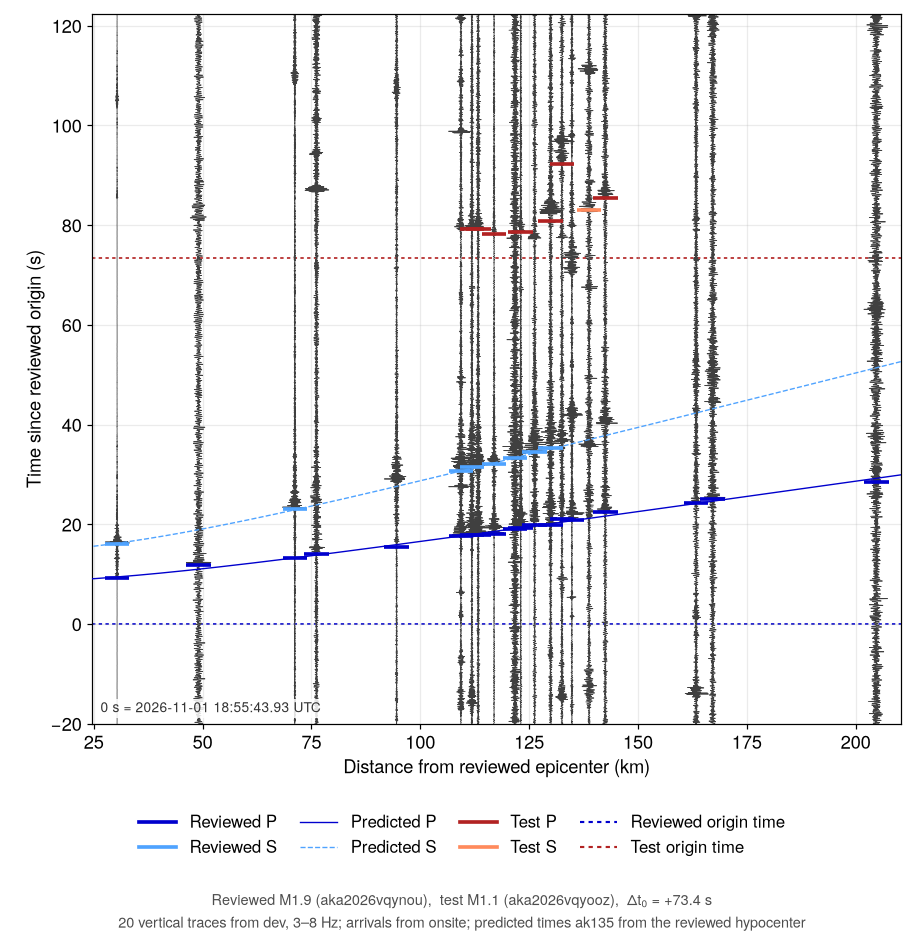 120
100
80
60
40
20
0
−20
Time since reviewed origin (s)
0 s = 2026-11-01 18:55:43.93 UTC
25 50 75 100 125 150 175 200
Distance from reviewed epicenter (km)
Reviewed P Predicted P Test P Reviewed origin time
Reviewed S Predicted S Test S Test origin time
Reviewed M1.9 (aka2026vqynou), test M1.1 (aka2026vqyooz), Δt₀ = +73.4 s
20 vertical traces from dev, 3–8 Hz; arrivals from onsite; predicted times ak135 from the reviewed hypocenter